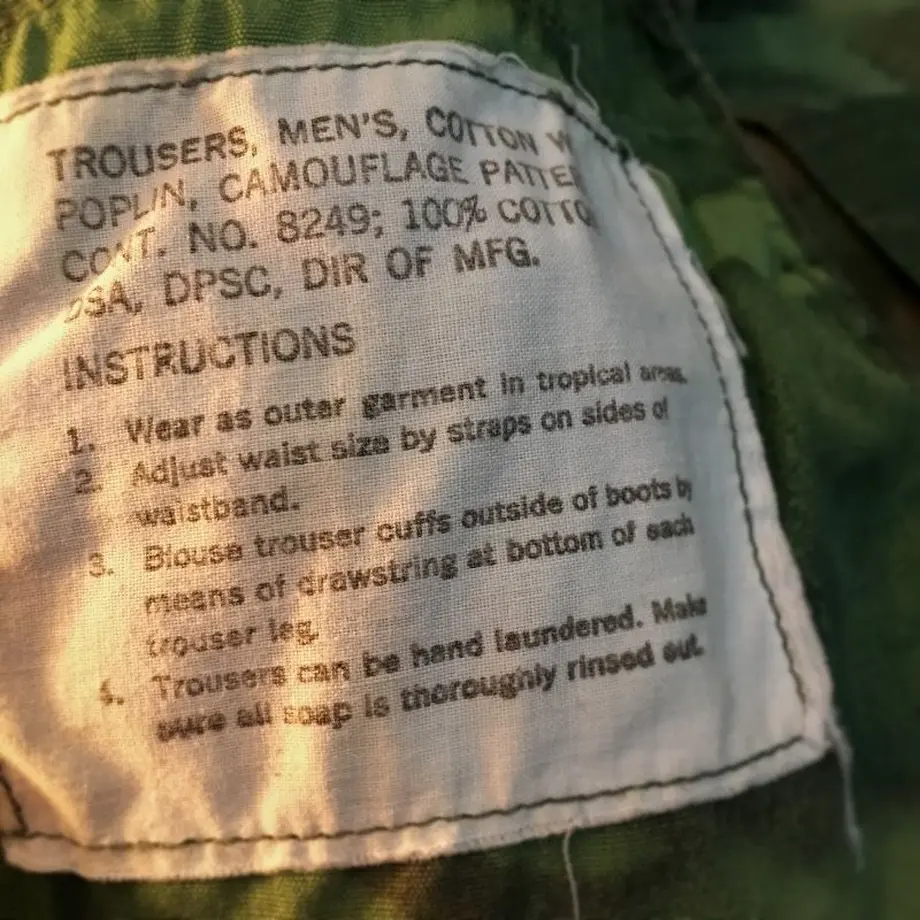 TROUSERS, MEN'S, COTTON W
POPLIN, CAMOUFLAGE PATTER
CONT. NO. 8249; 100% COTTO
DSA, DPSC, DIR OF MFG.
INSTRUCTIONS
1. Wear as outer garment in tropical areas.
2. Adjust waist size by straps on sides of
waistband.
3. Blouse trouser cuffs outside of boots by
means of drawstring at bottom of each
trouser leg.
4. Trousers can be hand laundered. Make
sure all soap is thoroughly rinsed out.